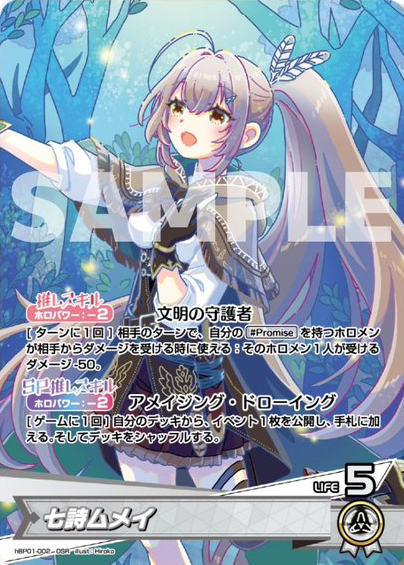 SAMPLE
推しスキル
ホロパワー：－2
文明の守護者
[ターンに1回]相手のターンで、自分の #Promise を持つホロメン
が相手からダメージを受ける時に使える：そのホロメン1人が受ける
ダメージ-50。
SP推しスキル
ホロパワー：－2
アメイジング・ドローイング
[ゲームに1回]自分のデッキから、イベント1枚を公開し、手札に加
える。そしてデッキをシャッフルする。
LIFE 5
七詩ムメイ
hBP01-002 OSR illust：Hiroko